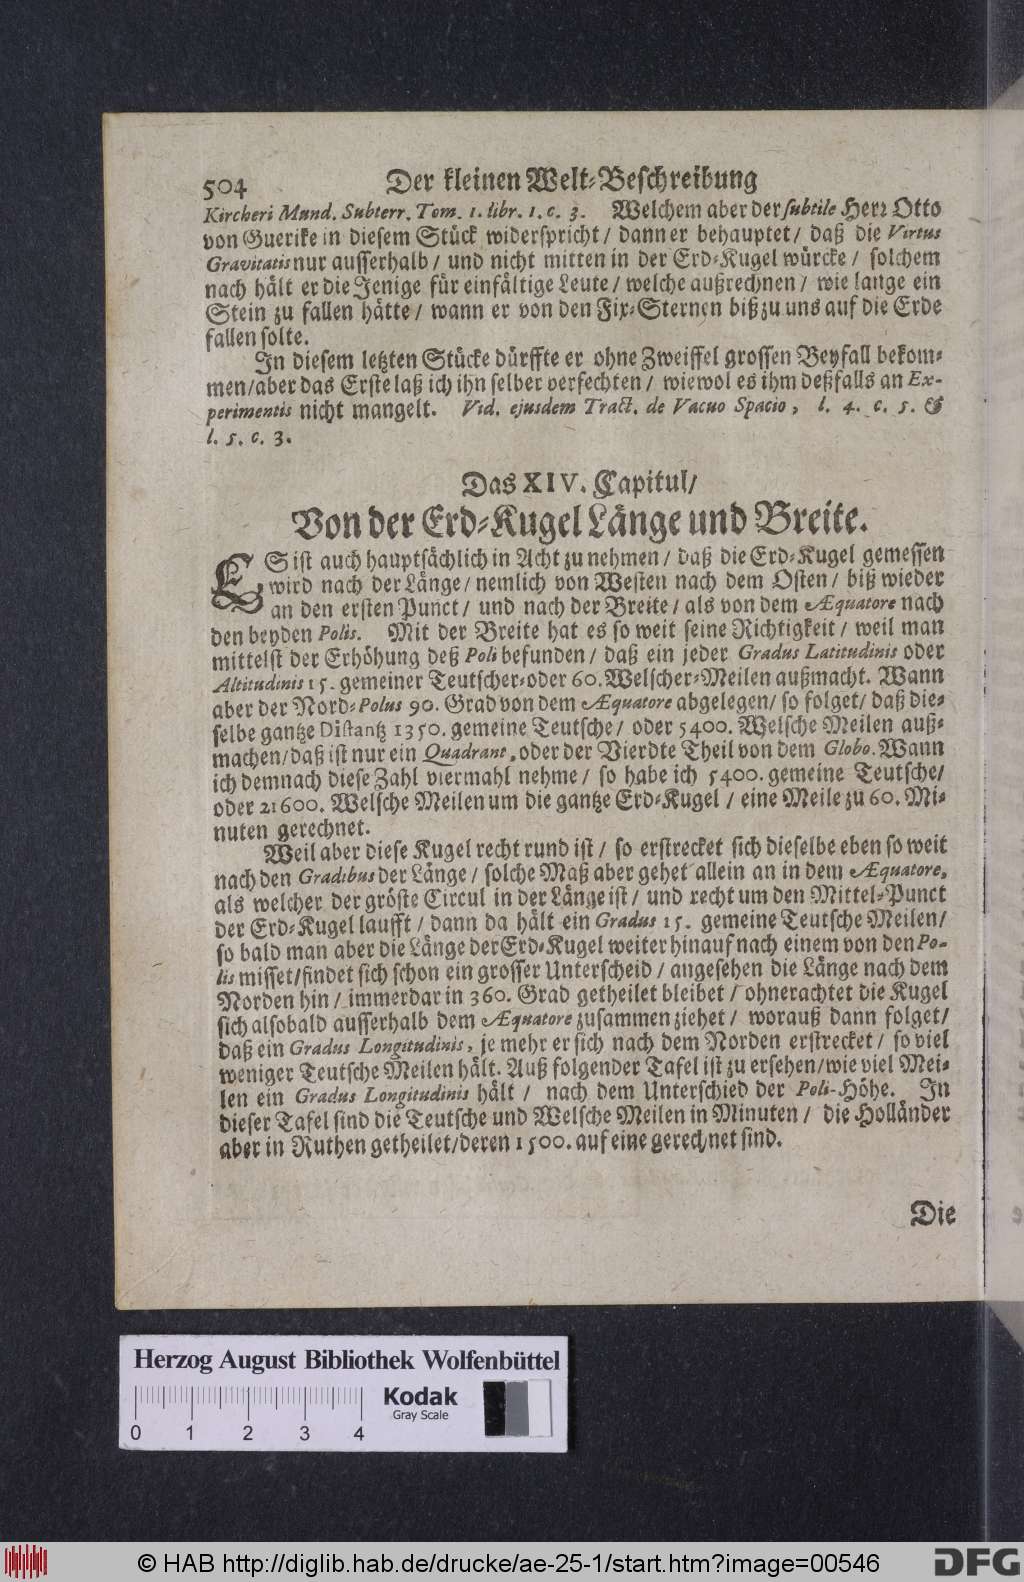 504 Der kleinen Welt-Beschreibung
Kircheri Mund. Subterr. Tom. 1. libr. 1. c. 3. Welchem aber der subtile Herr Otto
von Guerike in diesem Stück widerspricht/ dann er behauptet/ daß die Virtus
Gravitatis nur ausserhalb/ und nicht mitten in der Erd-Kugel würcke/ solchem
nach hält er die Jenige für einfältige Leute/ welche außrechnen/ wie lange ein
Stein zu fallen hätte/ wann er von den Fix-Sternen biß zu uns auf die Erde
fallen solte.
In diesem letzten Stücke dürffte er ohne Zweiffel grossen Beyfall bekom-
men/aber das Erste laß ich ihn selber verfechten/ wiewol es ihm deßfalls an Ex-
perimentis nicht mangelt. Vid. ejusdem Tract. de Vacuo Spacio, l. 4. c. 5. &
l. 5. c. 3.
Das XIV. Capitul/
Von der Erd-Kugel Länge und Breite.
ES ist auch hauptsächlich in Acht zu nehmen/ daß die Erd-Kugel gemessen
wird nach der Länge/ nemlich von Westen nach dem Osten/ biß wieder
an den ersten Punct/ und nach der Breite/ als von dem Æquatore nach
den beyden Polis. Mit der Breite hat es so weit seine Richtigkeit/ weil man
mittelst der Erhöhung deß Poli befunden/ daß ein jeder Gradus Latitudinis oder
Altitudinis 15. gemeiner Teutscher-oder 60. Welscher-Meilen außmacht. Wann
aber der Nord-Polus 90. Grad von dem Æquatore abgelegen/ so folget/ daß die-
selbe gantze Distantz 1350. gemeine Teutsche/ oder 5400. Welsche Meilen auß-
machen/daß ist nur ein Quadrant, oder der Vierdte Theil von dem Globo. Wann
ich demnach diese Zahl viermahl nehme/ so habe ich 5400. gemeine Teutsche/
oder 21600. Welsche Meilen um die gantze Erd-Kugel/ eine Meile zu 60. Mi-
nuten gerechnet.
Weil aber diese Kugel recht rund ist/ so erstrecket sich dieselbe eben so weit
nach den Gradibus der Länge/ solche Maß aber gehet allein an in dem Æquatore,
als welcher der gröste Circul in der Länge ist/ und recht um den Mittel-Punct
der Erd-Kugel laufft/ dann da hält ein Gradus 15. gemeine Teutsche Meilen/
so bald man aber die Länge der Erd-Kugel weiter hinauf nach einem von den Po-
lis misset/findet sich schon ein grosser Unterscheid/ angesehen die Länge nach dem
Norden hin/ immerdar in 360. Grad getheilet bleibet/ ohnerachtet die Kugel
sich alsobald ausserhalb dem Æquatore zusammen ziehet/ worauß dann folget/
daß ein Gradus Longitudinis, je mehr er sich nach dem Norden erstrecket/ so viel
weniger Teutsche Meilen hält. Auß folgender Tafel ist zu ersehen/wie viel Mei-
len ein Gradus Longitudinis hält/ nach dem Unterschied der Poli-Höhe. In
dieser Tafel sind die Teutsche und Welsche Meilen in Minuten/ die Holländer
aber in Ruthen getheilet/deren 1500. auf eine gerechnet sind.
Die
Herzog August Bibliothek Wolfenbüttel
Kodak
Gray Scale
0 1 2 3 4
© HAB http://diglib.hab.de/drucke/ae-25-1/start.htm?image=00546
DFG